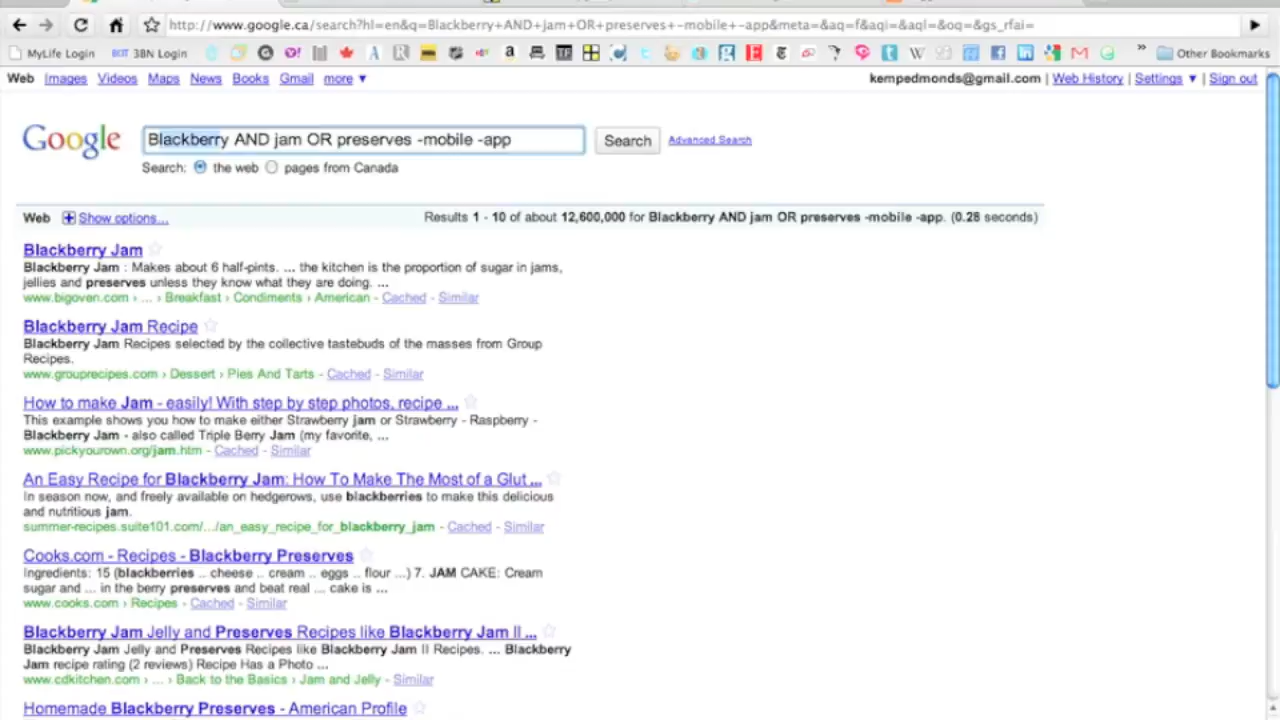 http://www.google.ca/search?hl=en&q=Blackberry+AND+jam+OR+preserves+-mobile+-app&meta=&aq=f&aqi=&aql=&oq=&gs_rfai=
MyLife Login BOT 3BN Login Other Bookmarks
Web Images Videos Maps News Books Gmail more ▼ kempedmonds@gmail.com | Web History | Settings ▼ | Sign out
Google Blackberry AND jam OR preserves -mobile -app Search Advanced Search
Search: the web pages from Canada
Web Show options... Results 1 - 10 of about 12,600,000 for Blackberry AND jam OR preserves -mobile -app. (0.28 seconds)
Blackberry Jam
Blackberry Jam : Makes about 6 half-pints. ... the kitchen is the proportion of sugar in jams,
jellies and preserves unless they know what they are doing. ...
www.bigoven.com › ... › Breakfast › Condiments › American - Cached - Similar
Blackberry Jam Recipe
Blackberry Jam Recipes selected by the collective tastebuds of the masses from Group
Recipes.
www.grouprecipes.com › Dessert › Pies And Tarts - Cached - Similar
How to make Jam - easily! With step by step photos, recipe ...
This example shows you how to make either Strawberry jam or Strawberry - Raspberry -
Blackberry Jam - also called Triple Berry Jam (my favorite, ...
www.pickyourown.org/jam.htm - Cached - Similar
An Easy Recipe for Blackberry Jam: How To Make The Most of a Glut ...
In season now, and freely available on hedgerows, use blackberries to make this delicious
and nutritious jam.
summer-recipes.suite101.com/.../an_easy_recipe_for_blackberry_jam - Cached - Similar
Cooks.com - Recipes - Blackberry Preserves
Ingredients: 15 (blackberries .. cheese .. cream .. eggs .. flour ...) 7. JAM CAKE: Cream
sugar and ... in the berry preserves and beat real ... cake is ...
www.cooks.com › Recipes - Cached - Similar
Blackberry Jam Jelly and Preserves Recipes like Blackberry Jam II ...
Blackberry Jam Jelly and Preserves Recipes like Blackberry Jam II Recipes. ... Blackberry
Jam recipe rating (2 reviews) Recipe Has a Photo ...
www.cdkitchen.com › ... › Back to the Basics › Jam and Jelly - Similar
Homemade Blackberry Preserves - American Profile